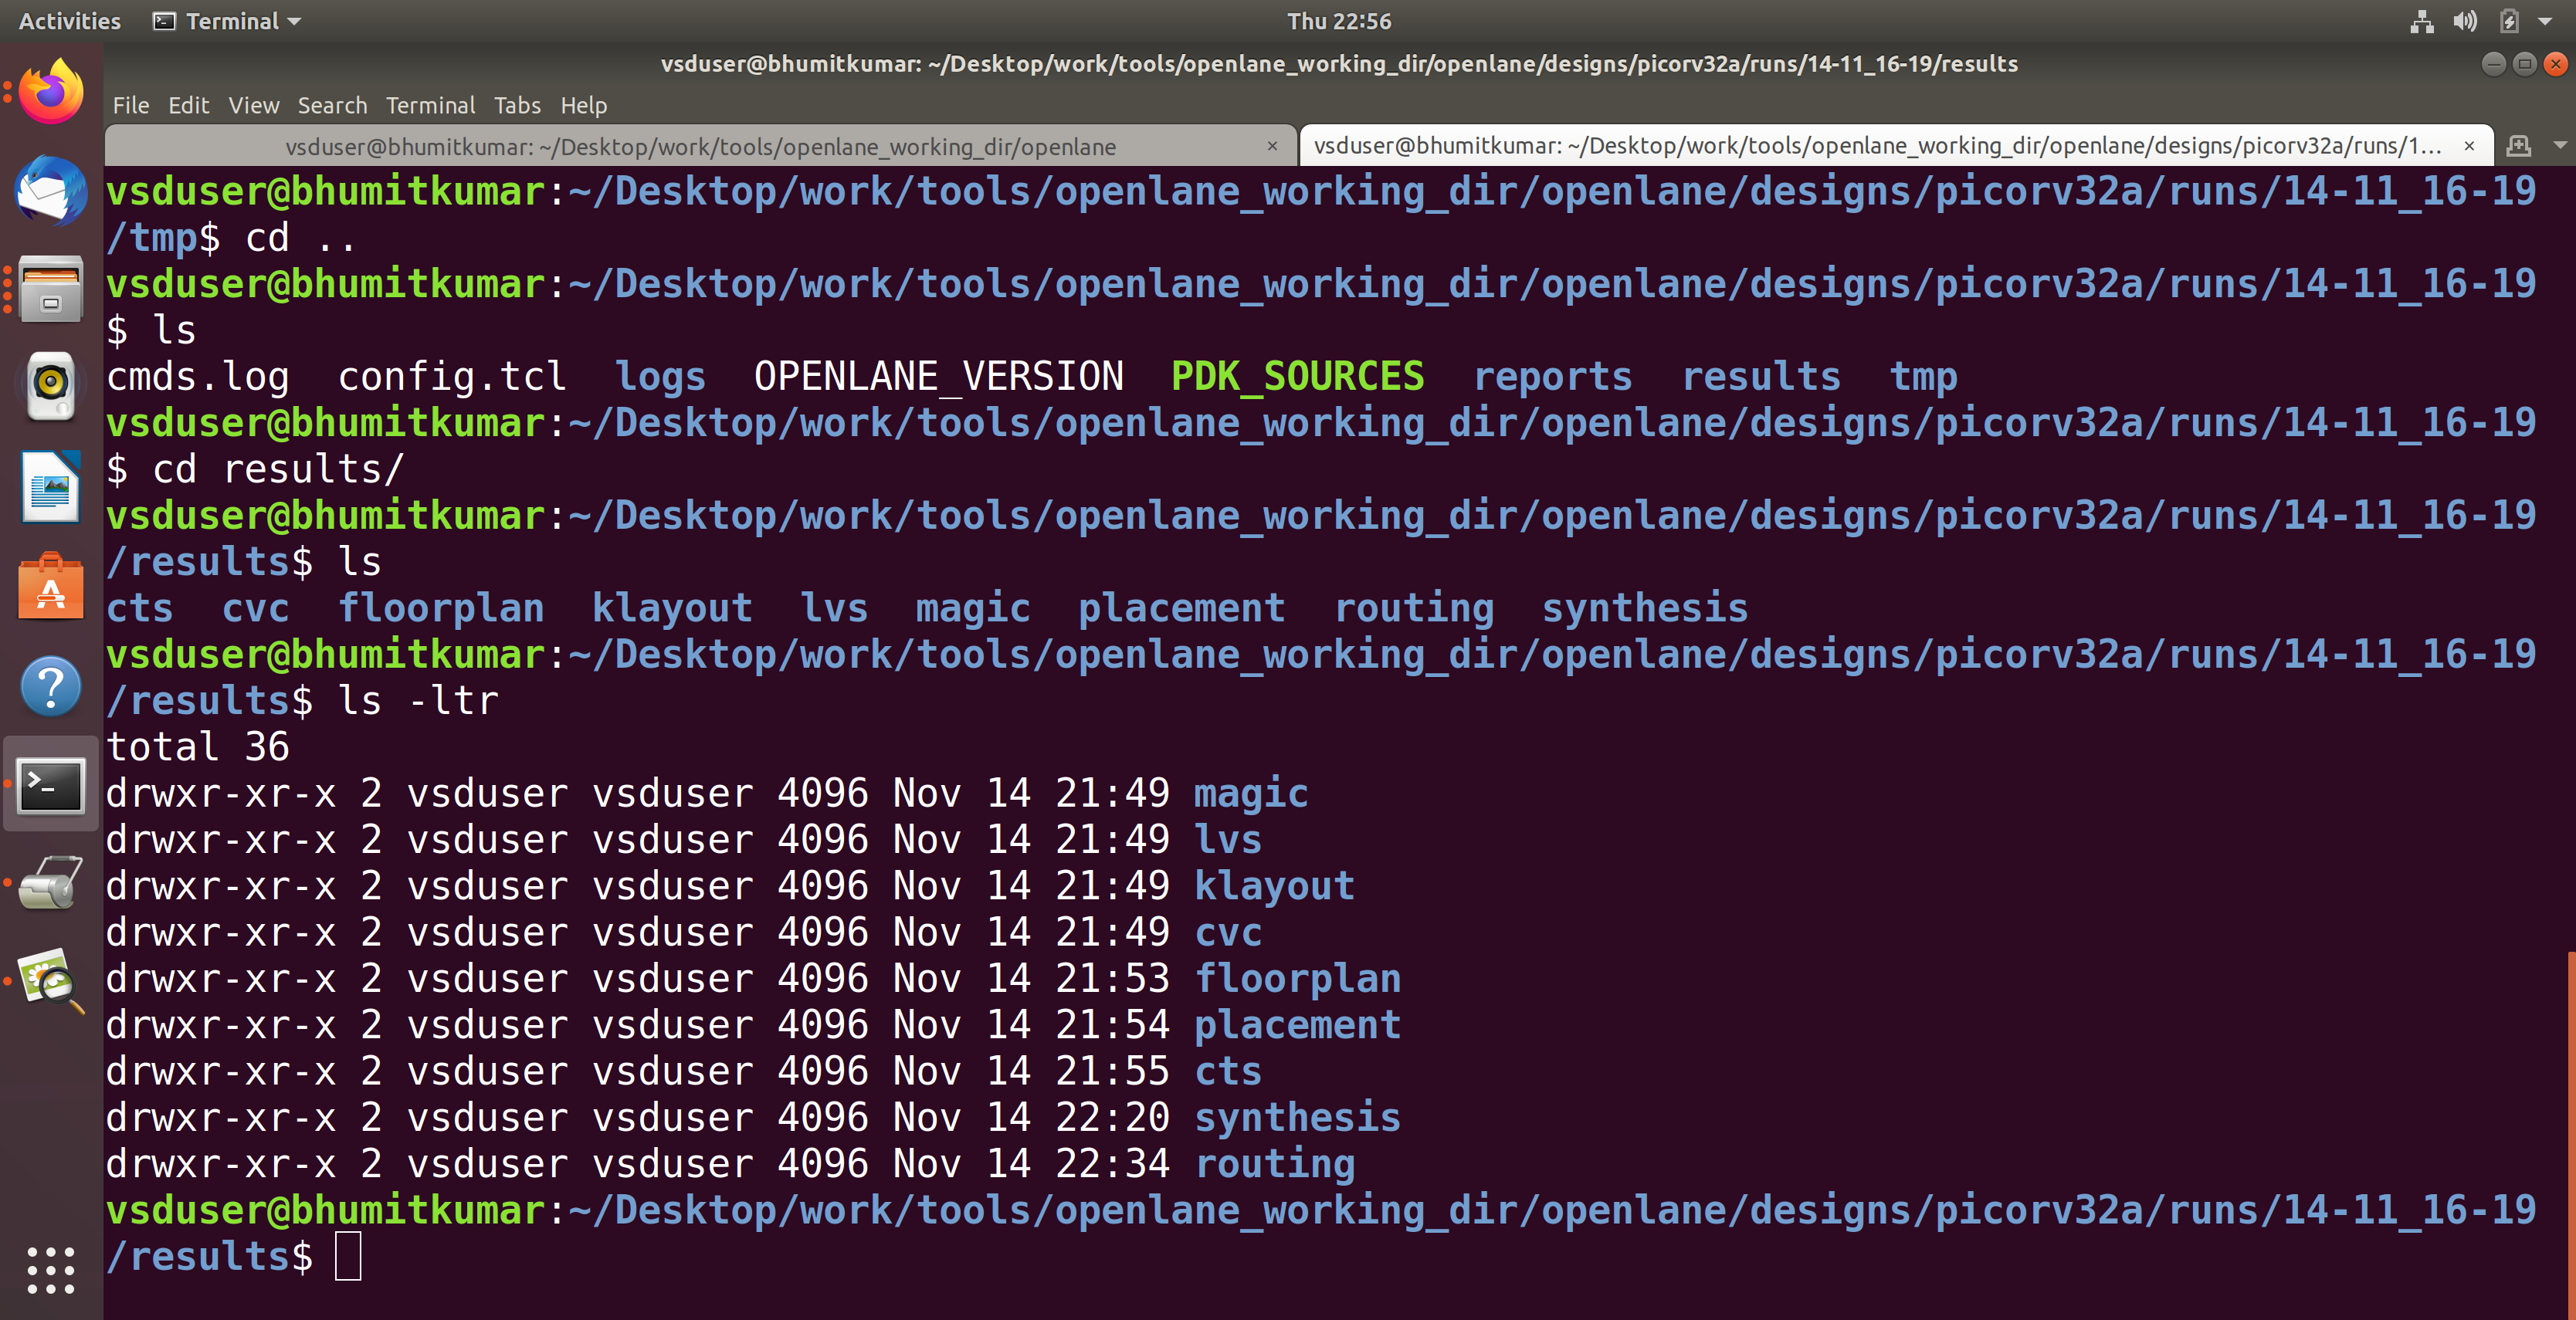 Activities Terminal Thu 22:56
vsduser@bhumitkumar: ~/Desktop/work/tools/openlane_working_dir/openlane/designs/picorv32a/runs/14-11_16-19/results
File Edit View Search Terminal Tabs Help
vsduser@bhumitkumar: ~/Desktop/work/tools/openlane_working_dir/openlane × vsduser@bhumitkumar: ~/Desktop/work/tools/openlane_working_dir/openlane/designs/picorv32a/runs/1... ×
vsduser@bhumitkumar:~/Desktop/work/tools/openlane_working_dir/openlane/designs/picorv32a/runs/14-11_16-19
/tmp$ cd ..
vsduser@bhumitkumar:~/Desktop/work/tools/openlane_working_dir/openlane/designs/picorv32a/runs/14-11_16-19
$ ls
cmds.log config.tcl logs OPENLANE_VERSION PDK_SOURCES reports results tmp
vsduser@bhumitkumar:~/Desktop/work/tools/openlane_working_dir/openlane/designs/picorv32a/runs/14-11_16-19
$ cd results/
vsduser@bhumitkumar:~/Desktop/work/tools/openlane_working_dir/openlane/designs/picorv32a/runs/14-11_16-19
/results$ ls
cts cvc floorplan klayout lvs magic placement routing synthesis
vsduser@bhumitkumar:~/Desktop/work/tools/openlane_working_dir/openlane/designs/picorv32a/runs/14-11_16-19
/results$ ls -ltr
total 36
drwxr-xr-x 2 vsduser vsduser 4096 Nov 14 21:49 magic
drwxr-xr-x 2 vsduser vsduser 4096 Nov 14 21:49 lvs
drwxr-xr-x 2 vsduser vsduser 4096 Nov 14 21:49 klayout
drwxr-xr-x 2 vsduser vsduser 4096 Nov 14 21:49 cvc
drwxr-xr-x 2 vsduser vsduser 4096 Nov 14 21:53 floorplan
drwxr-xr-x 2 vsduser vsduser 4096 Nov 14 21:54 placement
drwxr-xr-x 2 vsduser vsduser 4096 Nov 14 21:55 cts
drwxr-xr-x 2 vsduser vsduser 4096 Nov 14 22:20 synthesis
drwxr-xr-x 2 vsduser vsduser 4096 Nov 14 22:34 routing
vsduser@bhumitkumar:~/Desktop/work/tools/openlane_working_dir/openlane/designs/picorv32a/runs/14-11_16-19
/results$